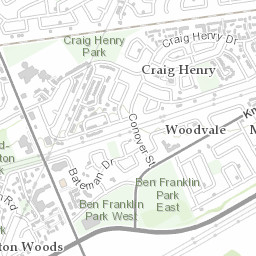 Craig Henry
Park
Craig Henry Dr
Craig Henry
Conover St
Woodvale
Bateman Dr
Ben Franklin
Park
East
Ben Franklin
Park West
ton Woods